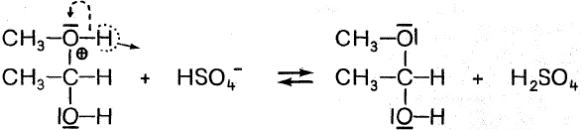 CH₃–O–H CH₃–O|
⊕
CH₃–C–H + HSO₄⁻ ⇌ CH₃–C–H + H₂SO₄
|O–H |O–H